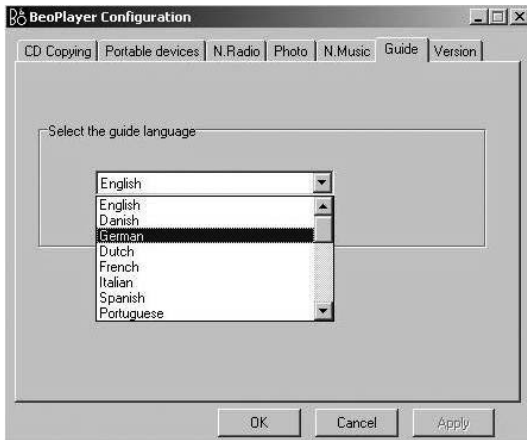 BeoPlayer Configuration
CD Copying Portable devices N.Radio Photo N.Music Guide Version
Select the guide language
English
English
Danish
German
Dutch
French
Italian
Spanish
Portuguese
OK Cancel Apply